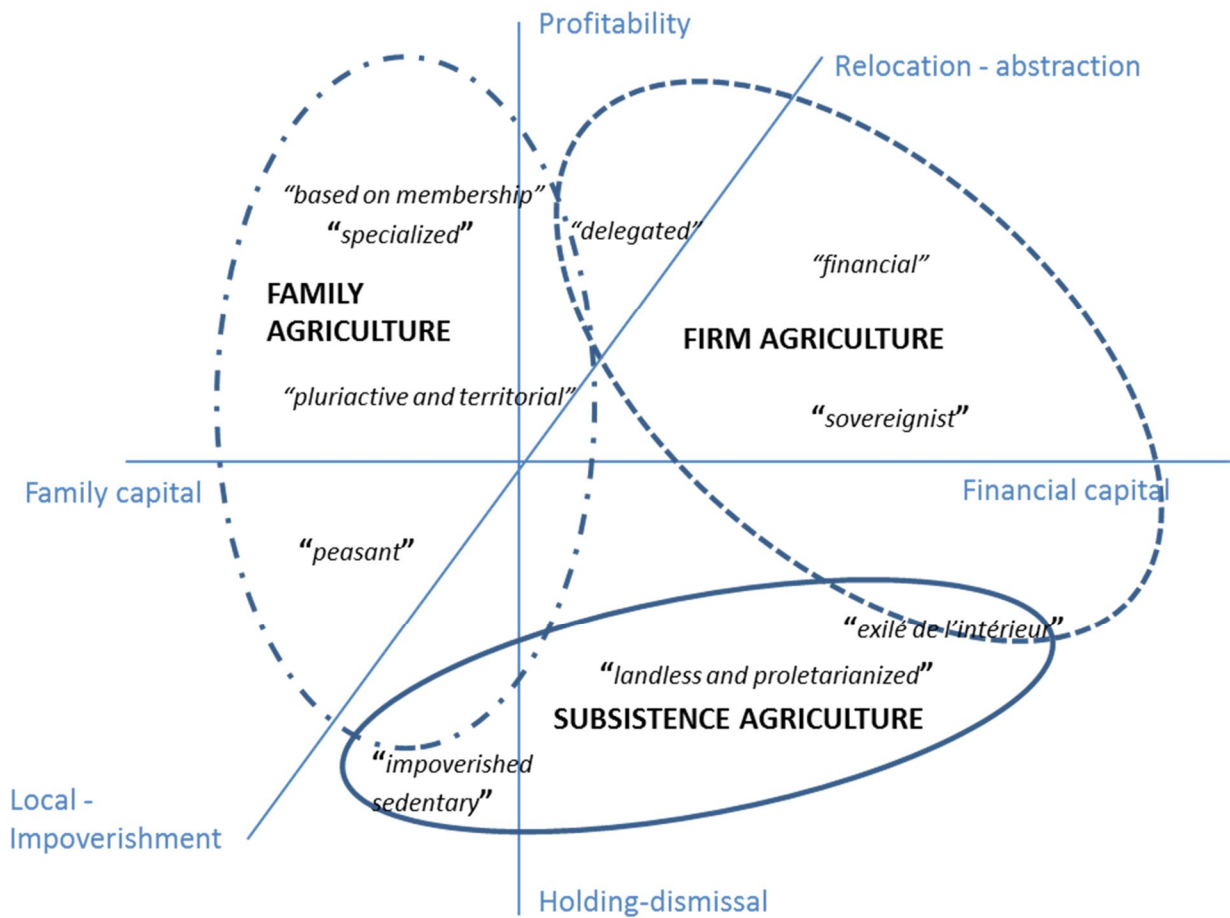 Profitability
Relocation - abstraction
“based on membership”
“specialized”
“delegated”
“financial”
FAMILY
AGRICULTURE
FIRM AGRICULTURE
“pluriactive and territorial”
“sovereignist”
Family capital
Financial capital
“peasant”
“exilé de l’intérieur”
“landless and proletarianized”
SUBSISTENCE AGRICULTURE
“impoverished
sedentary”
Local -
Impoverishment
Holding-dismissal